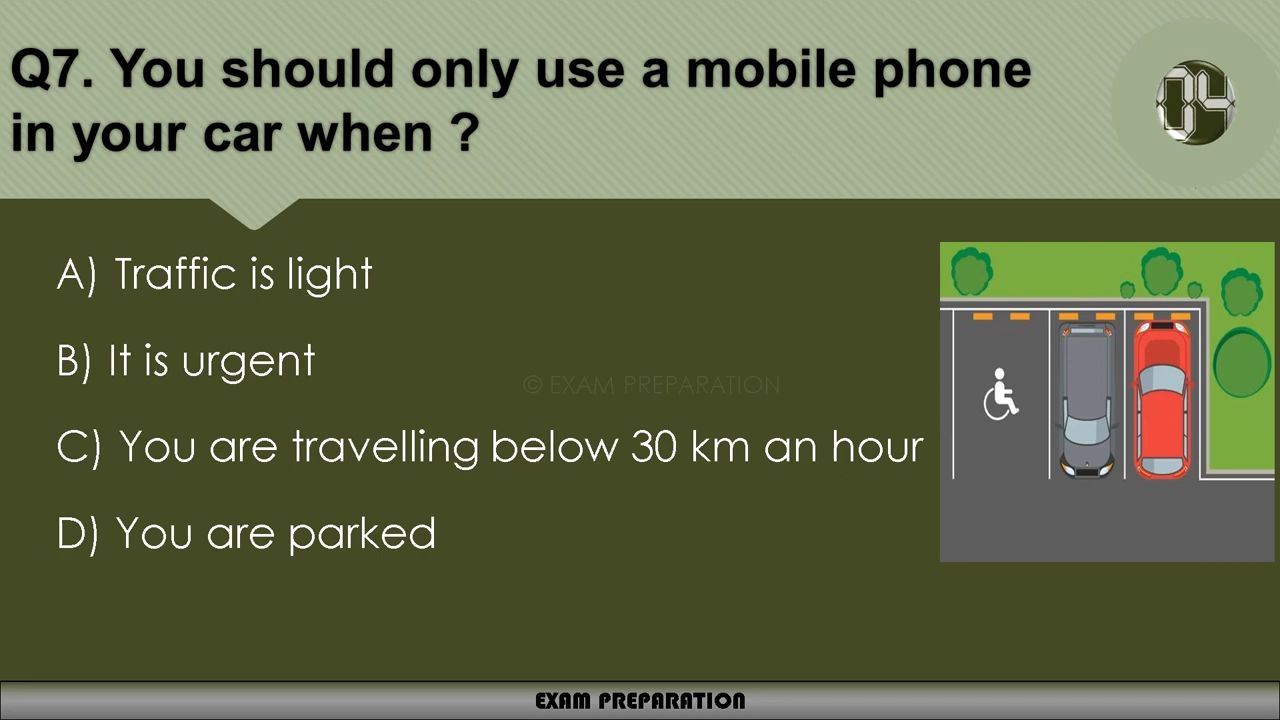 Q7. You should only use a mobile phone
in your car when ?
04
A) Traffic is light
B) It is urgent
© EXAM PREPARATION
C) You are travelling below 30 km an hour
D) You are parked
EXAM PREPARATION